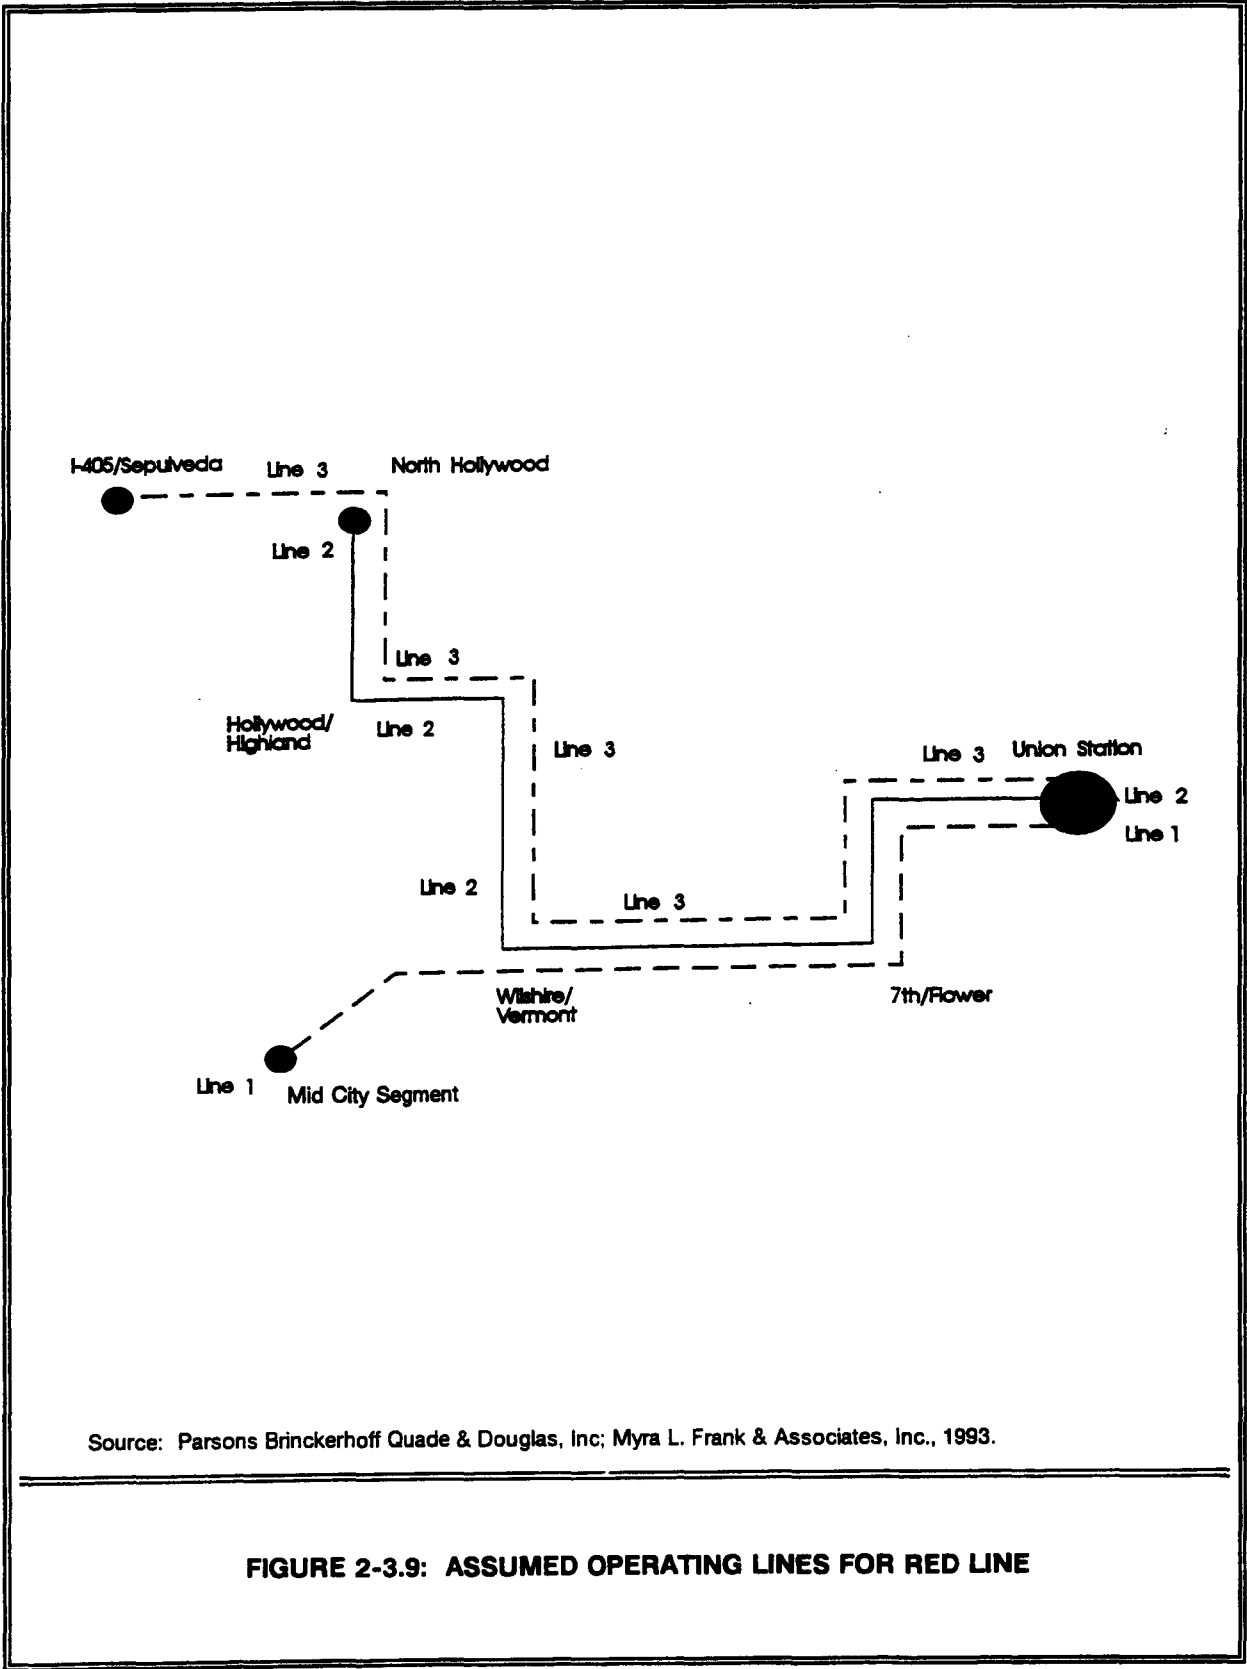 I-405/Sepulveda
Line 3
North Hollywood
Line 2
Line 3
Hollywood/
Highland
Line 2
Line 3
Line 3
Union Station
Line 2
Line 1
Line 2
Line 3
Wilshire/
Vermont
7th/Flower
Line 1
Mid City Segment
Source: Parsons Brinckerhoff Quade & Douglas, Inc; Myra L. Frank & Associates, Inc., 1993.
FIGURE 2-3.9: ASSUMED OPERATING LINES FOR RED LINE